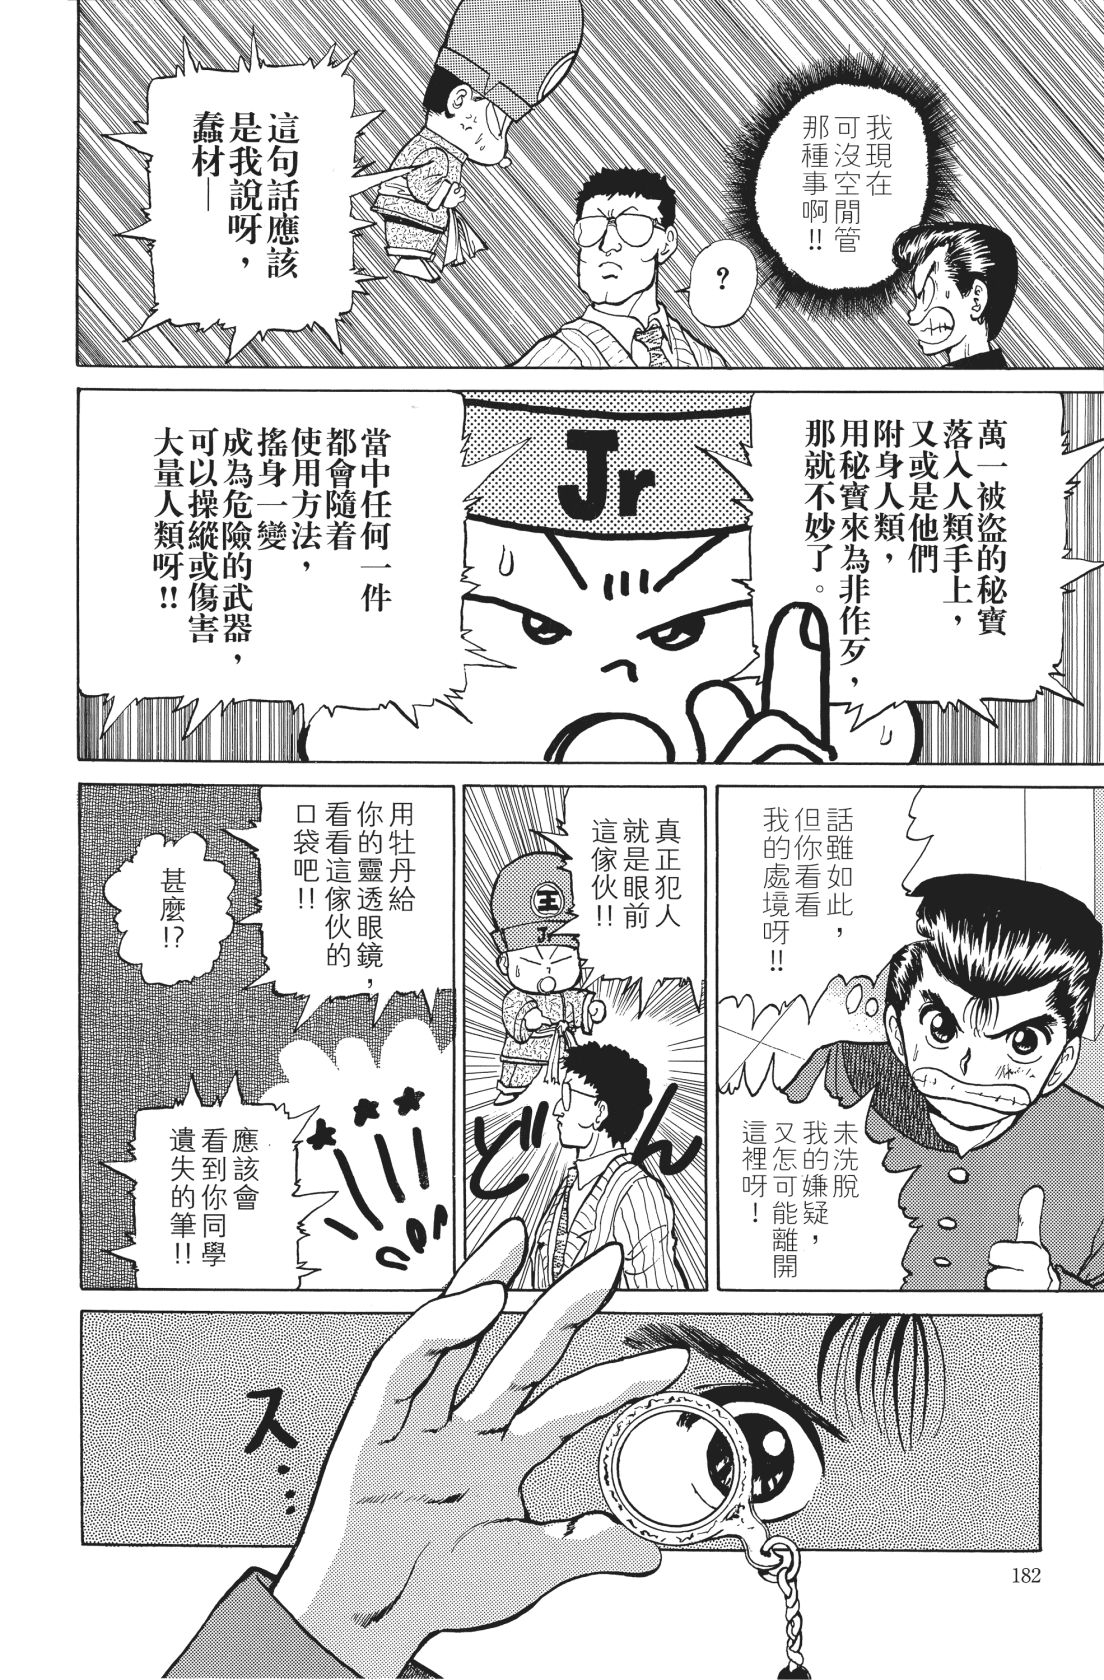 我現在
可沒空閒管
那種事啊!!
?
這句話應該
是我說呀，
蠢材—
萬一被盜的秘寶
落入人類手上，
又或是他們
附身人類，
用秘寶來為非作歹，
那就不妙了。
Jr
當中任何一件
都會隨着
使用方法，
搖身一變
成為危險的武器，
可以操縱或傷害
大量人類呀!!
話雖如此，
但你看看
我的處境呀!!
未洗脫
我的嫌疑，
又怎可能離開
這裡呀！
真正犯人
就是眼前
這傢伙!!
王
Jr
どん
用牡丹給
你的靈透眼鏡，
看看這傢伙的
口袋吧!!
甚麼!?
應該會
看到你同學
遺失的筆!!
ス…
182